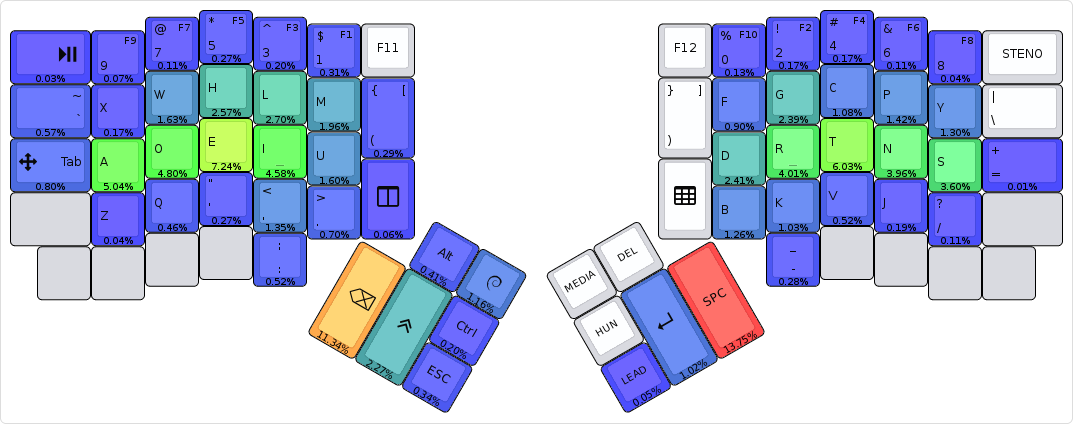 0.03%
F9
9
0.07%
@ F7
7
0.11%
* F5
5
0.27%
^ F3
3
0.20%
$ F1
1
0.31%
F11
F12
% F10
0
0.13%
! F2
2
0.17%
# F4
4
0.17%
& F6
6
0.11%
F8
8
0.04%
STENO
~
`
0.57%
X
0.17%
W
1.63%
H
2.57%
L
2.70%
M
1.96%
{ [
(
0.29%
} ]
)
F
0.90%
G
2.39%
C
1.08%
P
1.42%
Y
1.30%
|
\
Tab
0.80%
A
5.04%
O
4.80%
E
7.24%
I
_
4.58%
U
1.60%
D
2.41%
R
_
4.01%
T
6.03%
N
3.96%
S
3.60%
+
=
0.01%
Z
0.04%
Q
0.46%
"
'
0.27%
<
,
1.35%
>
.
0.70%
0.06%
B
1.26%
K
1.03%
V
0.52%
J
0.19%
?
/
0.11%
:
;
0.52%
_
-
0.28%
11.34%
2.27%
Alt
0.41%
1.16%
Ctrl
0.20%
ESC
0.34%
MEDIA
DEL
HUN
LEAD
0.05%
1.02%
SPC
13.75%